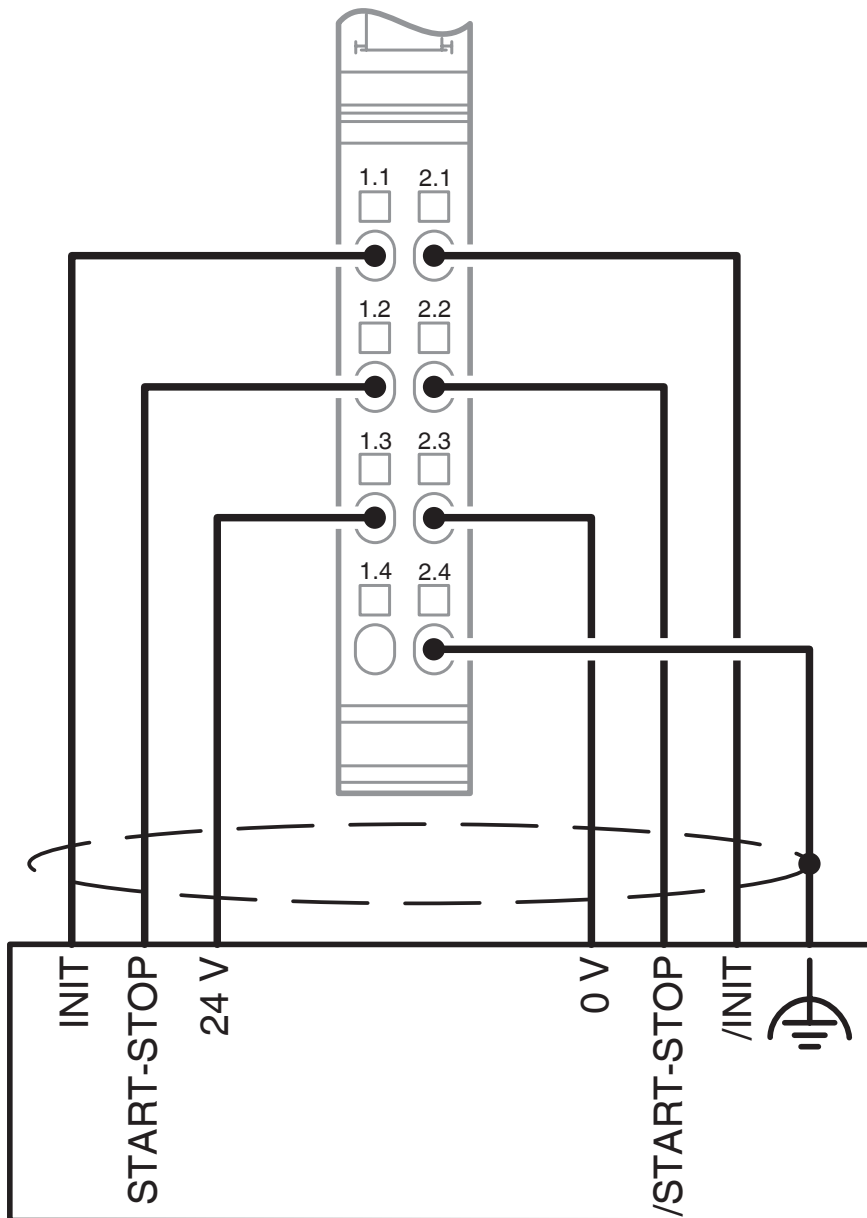 1.1 2.1
1.2 2.2
1.3 2.3
1.4 2.4
INIT
START-STOP
24 V
0 V
/START-STOP
/INIT